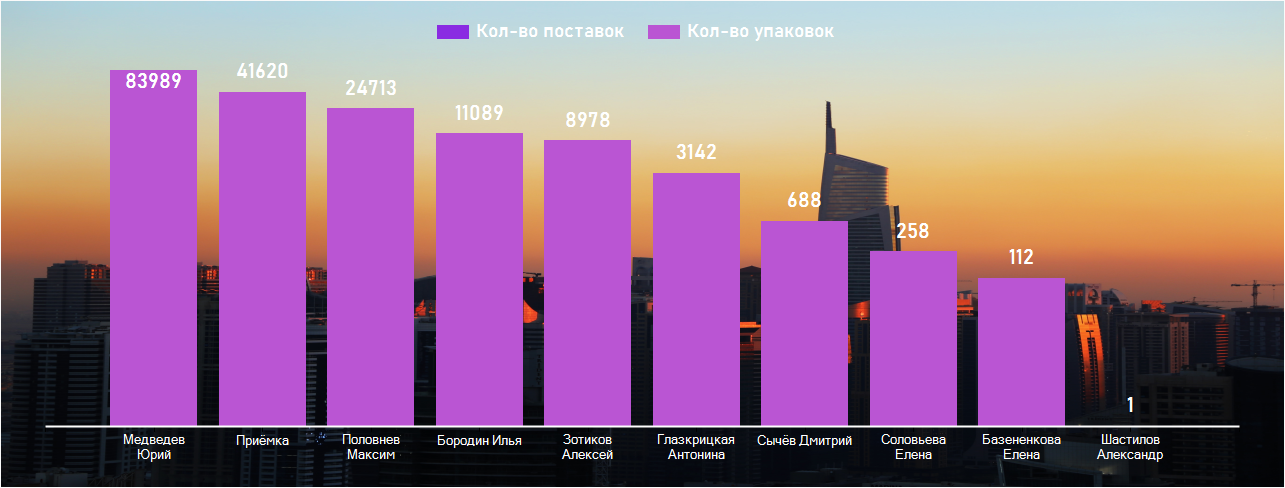 Кол-во поставок Кол-во упаковок
83989 41620 24713 11089 8978 3142 688 258 112 1
Медведев Юрий
Приёмка
Половнев Максим
Бородин Илья
Зотиков Алексей
Глазкрицкая Антонина
Сычёв Дмитрий
Соловьева Елена
Базененкова Елена
Шастилов Александр